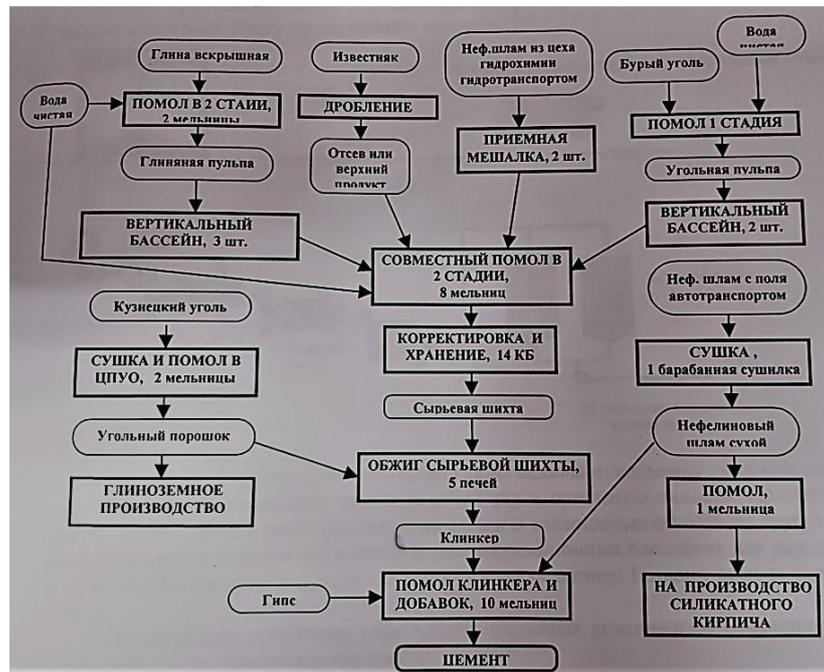 Глина вскрышная
Известняк
Неф.шлам из цеха
гидрохимии
гидротранспортом
Вода
чистая
Бурый уголь
Вода
чистая
ПОМОЛ В 2 СТАИИ,
2 мельницы
ДРОБЛЕНИЕ
ПРИЕМНАЯ
МЕШАЛКА, 2 шт.
ПОМОЛ 1 СТАДИЯ
Глиняная пульпа
Отсев или
верхний
продукт
Угольная пульпа
ВЕРТИКАЛЬНЫЙ
БАССЕЙН, 3 шт.
ВЕРТИКАЛЬНЫЙ
БАССЕЙН, 2 шт.
СОВМЕСТНЫЙ ПОМОЛ В
2 СТАДИИ,
8 мельниц
Неф. шлам с поля
автотранспортом
Кузнецкий уголь
КОРРЕКТИРОВКА И
ХРАНЕНИЕ, 14 КБ
СУШКА И ПОМОЛ В
ЦПУО, 2 мельницы
СУШКА ,
1 барабанная сушилка
Сырьевая шихта
Угольный порошок
Нефелиновый
шлам сухой
ОБЖИГ СЫРЬЕВОЙ ШИХТЫ,
5 печей
ГЛИНОЗЕМНОЕ
ПРОИЗВОДСТВО
ПОМОЛ,
1 мельница
Клинкер
Гипс
ПОМОЛ КЛИНКЕРА И
ДОБАВОК, 10 мельниц
НА ПРОИЗВОДСТВО
СИЛИКАТНОГО
КИРПИЧА
ЦЕМЕНТ